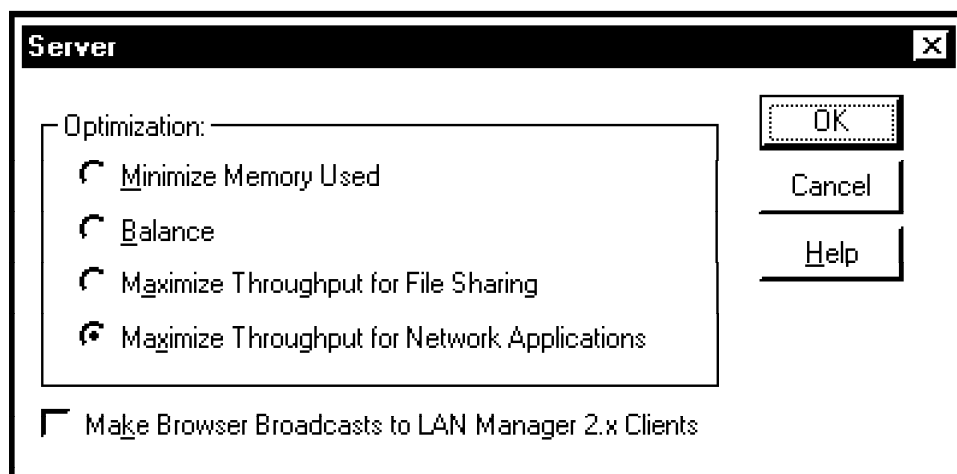 Server
Optimization:
Minimize Memory Used
Balance
Maximize Throughput for File Sharing
Maximize Throughput for Network Applications
Make Browser Broadcasts to LAN Manager 2.x Clients
OK
Cancel
Help